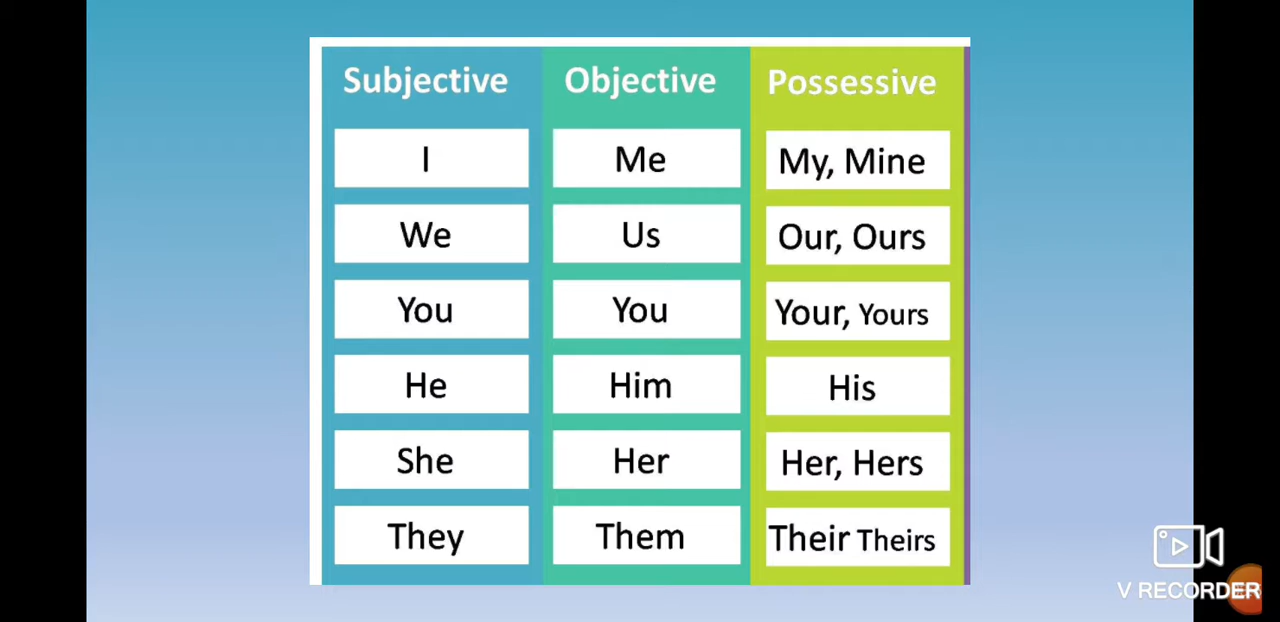 Subjective Objective Possessive
I Me My, Mine
We Us Our, Ours
You You Your, Yours
He Him His
She Her Her, Hers
They Them Their Theirs
V RECORDER